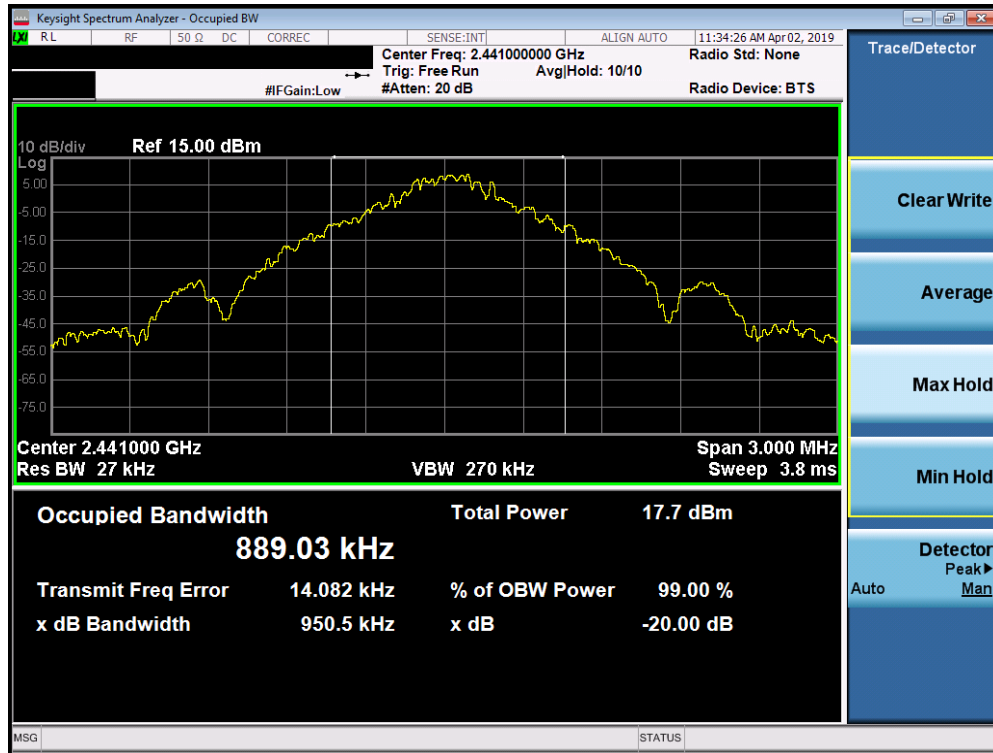 Keysight Spectrum Analyzer - Occupied BW
LXI RL RF 50 Ω DC CORREC SENSE:INT ALIGN AUTO 11:34:26 AM Apr 02, 2019
Center Freq: 2.441000000 GHz Radio Std: None
Trig: Free Run Avg|Hold: 10/10
#IFGain:Low #Atten: 20 dB Radio Device: BTS
Trace/Detector
10 dB/div Ref 15.00 dBm
Log
5.00
-5.00
-15.0
-25.0
-35.0
-45.0
-55.0
-65.0
-75.0
Center 2.441000 GHz Span 3.000 MHz
Res BW 27 kHz VBW 270 kHz Sweep 3.8 ms
Occupied Bandwidth Total Power 17.7 dBm
889.03 kHz
Transmit Freq Error 14.082 kHz % of OBW Power 99.00 %
x dB Bandwidth 950.5 kHz x dB -20.00 dB
Clear Write
Average
Max Hold
Min Hold
Detector
Peak▶
Auto Man
MSG STATUS